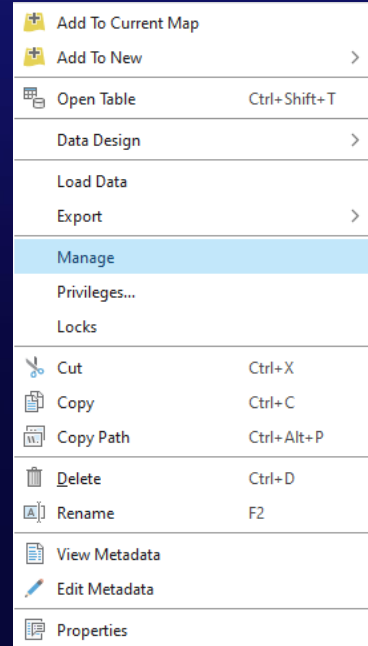 Add To Current Map
Add To New
Open Table Ctrl+Shift+T
Data Design
Load Data
Export
Manage
Privileges...
Locks
Cut Ctrl+X
Copy Ctrl+C
Copy Path Ctrl+Alt+P
Delete Ctrl+D
Rename F2
View Metadata
Edit Metadata
Properties